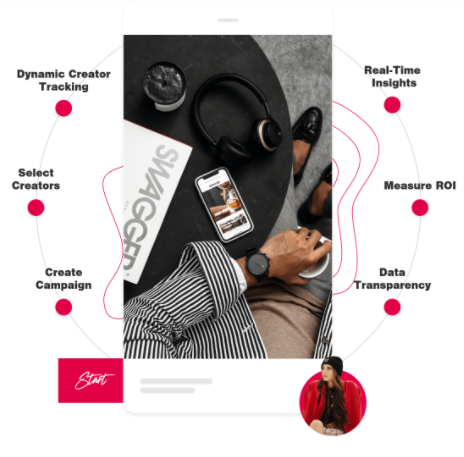 Dynamic Creator
Tracking
Real-Time
Insights
Select
Creators
Measure ROI
SWAGGER
Create
Campaign
Data
Transparency
Start